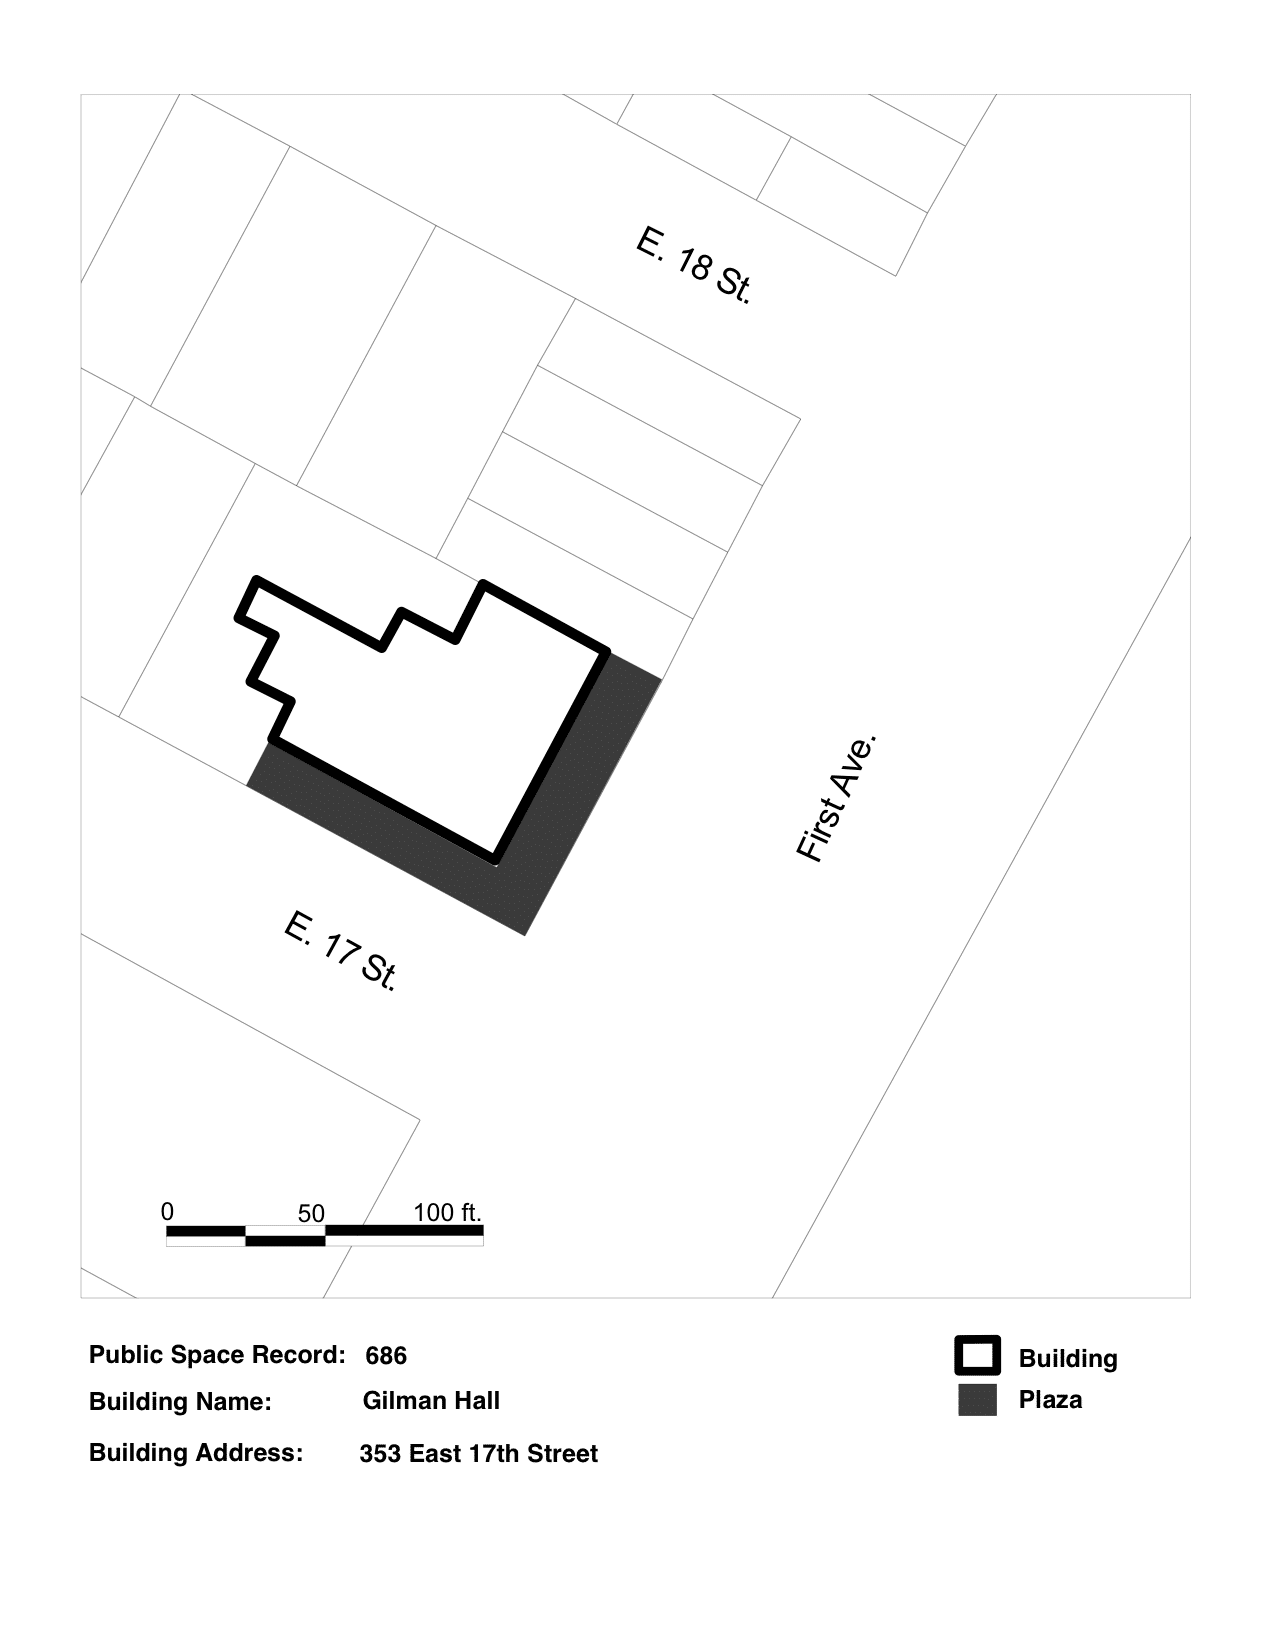 E. 18 St.
First Ave.
E. 17 St.
0 50 100 ft.
Public Space Record: 686
Building Name: Gilman Hall
Building Address: 353 East 17th Street
Building
Plaza